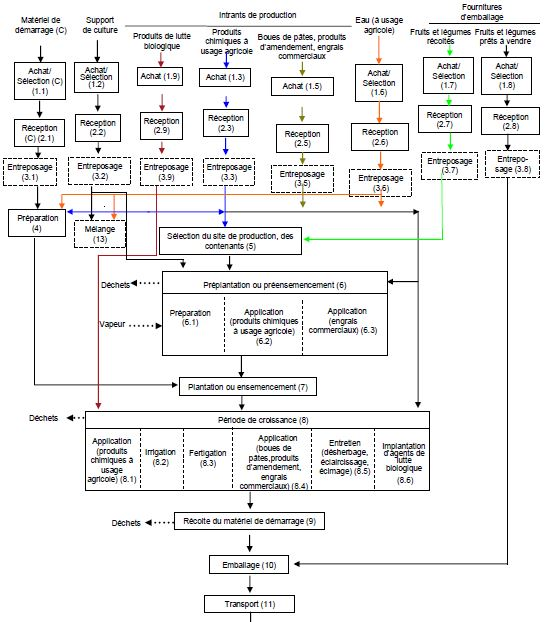 Matériel de
démarrage (C)
Support
de culture
Intrants de production
Produits de lutte
biologique
Produits
chimiques à
usage agricole
Boues de pâtes, produits
d'amendement, engrais
commerciaux
Eau (à usage
agricole)
Fournitures
d'emballage
Fruits et légumes
récoltés
Fruits et légumes
prêts à vendre
Achat/
Sélection (C)
(1.1)
Achat/
Sélection
(1.2)
Achat (1.9)
Achat (1.3)
Achat (1.5)
Achat/
Sélection
(1.6)
Achat/
Sélection
(1.7)
Achat/
Sélection
(1.8)
Réception
(C) (2.1)
Réception
(2.2)
Réception
(2.9)
Réception
(2.3)
Réception
(2.5)
Réception
(2.6)
Réception
(2.7)
Réception
(2.8)
Entreposage
(3.1)
Entreposage
(3.2)
Entreposage
(3.9)
Entreposage
(3.3)
Entreposage
(3.5)
Entreposage
(3.6)
Entreposage
(3.7)
Entrepo-
sage (3.8)
Préparation
(4)
Mélange
(13)
Sélection du site de production, des
contenants (5)
Déchets
Préplantation ou préensemencement (6)
Vapeur
Préparation
(6.1)
Application
(produits chimiques
à usage agricole)
(6.2)
Application
(engrais
commerciaux) (6.3)
Plantation ou ensemencement (7)
Déchets
Période de croissance (8)
Application
(produits
chimiques à
usage
agricole) (8.1)
Irrigation
(8.2)
Fertigation
(8.3)
Application
(boues de
pâtes,produits
d'amendement,
engrais
commerciaux) (8.4)
Entretien
(désherbage,
éclaircissage,
écimage) (8.5)
Implantation
d'agents de
lutte
biologique
(8.6)
Déchets
Récolte du matériel de démarrage (9)
Emballage (10)
Transport (11)